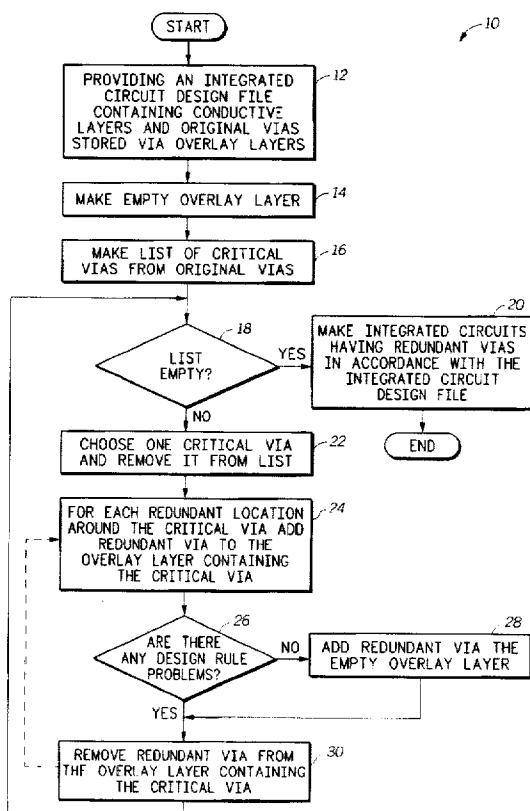 START
10
PROVIDING AN INTEGRATED
CIRCUIT DESIGN FILE
CONTAINING CONDUCTIVE
LAYERS AND ORIGINAL VIAS
STORED VIA OVERLAY LAYERS
12
MAKE EMPTY OVERLAY LAYER
14
MAKE LIST OF CRITICAL
VIAS FROM ORIGINAL VIAS
16
LIST
EMPTY?
18
YES
MAKE INTEGRATED CIRCUITS
HAVING REDUNDANT VIAS
IN ACCORDANCE WITH THE
INTEGRATED CIRCUIT
DESIGN FILE
20
END
NO
CHOOSE ONE CRITICAL VIA
AND REMOVE IT FROM LIST
22
FOR EACH REDUNDANT LOCATION
AROUND THE CRITICAL VIA ADD
REDUNDANT VIA TO THE
OVERLAY LAYER CONTAINING
THE CRITICAL VIA
24
ARE THERE
ANY DESIGN RULE
PROBLEMS?
26
NO
ADD REDUNDANT VIA THE
EMPTY OVERLAY LAYER
28
YES
REMOVE REDUNDANT VIA FROM
THE OVERLAY LAYER CONTAINING
THE CRITICAL VIA
30